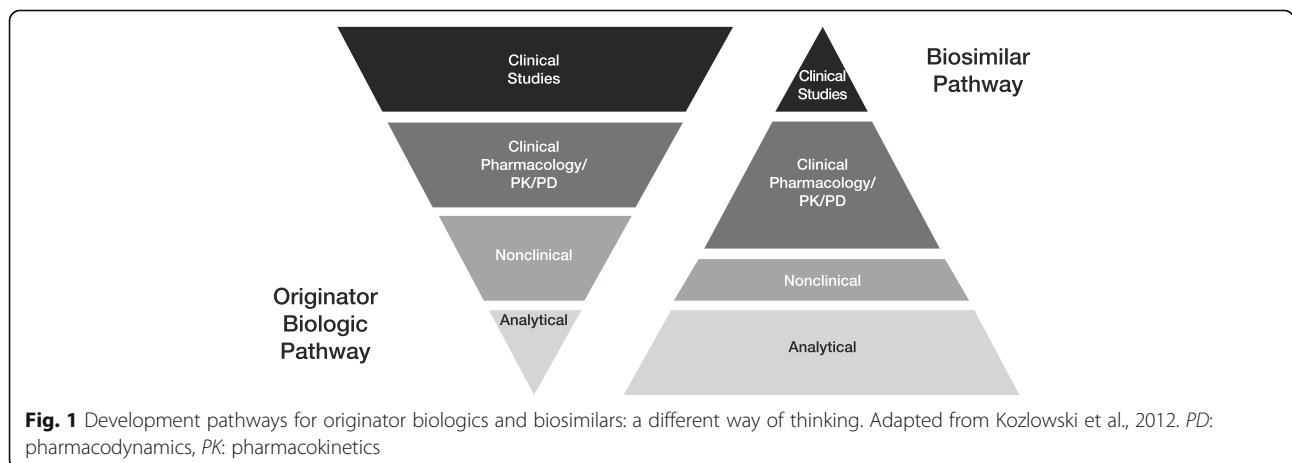 Clinical
Studies
Clinical
Pharmacology/
PK/PD
Nonclinical
Analytical
Originator
Biologic
Pathway
Clinical
Studies
Clinical
Pharmacology/
PK/PD
Nonclinical
Analytical
Biosimilar
Pathway
Fig. 1 Development pathways for originator biologics and biosimilars: a different way of thinking. Adapted from Kozlowski et al., 2012. PD:
pharmacodynamics, PK: pharmacokinetics